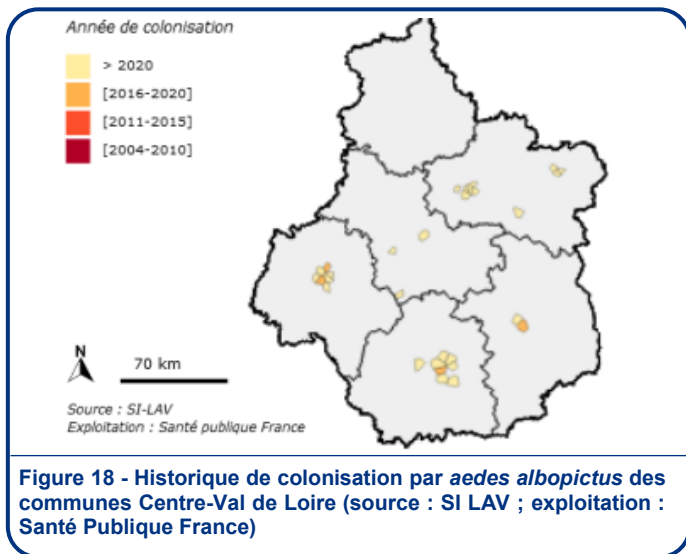 Année de colonisation
> 2020
[2016-2020]
[2011-2015]
[2004-2010]
N
70 km
Source : SI-LAV
Exploitation : Santé publique France
Figure 18 - Historique de colonisation par aedes albopictus des
communes Centre-Val de Loire (source : SI LAV ; exploitation :
Santé Publique France)